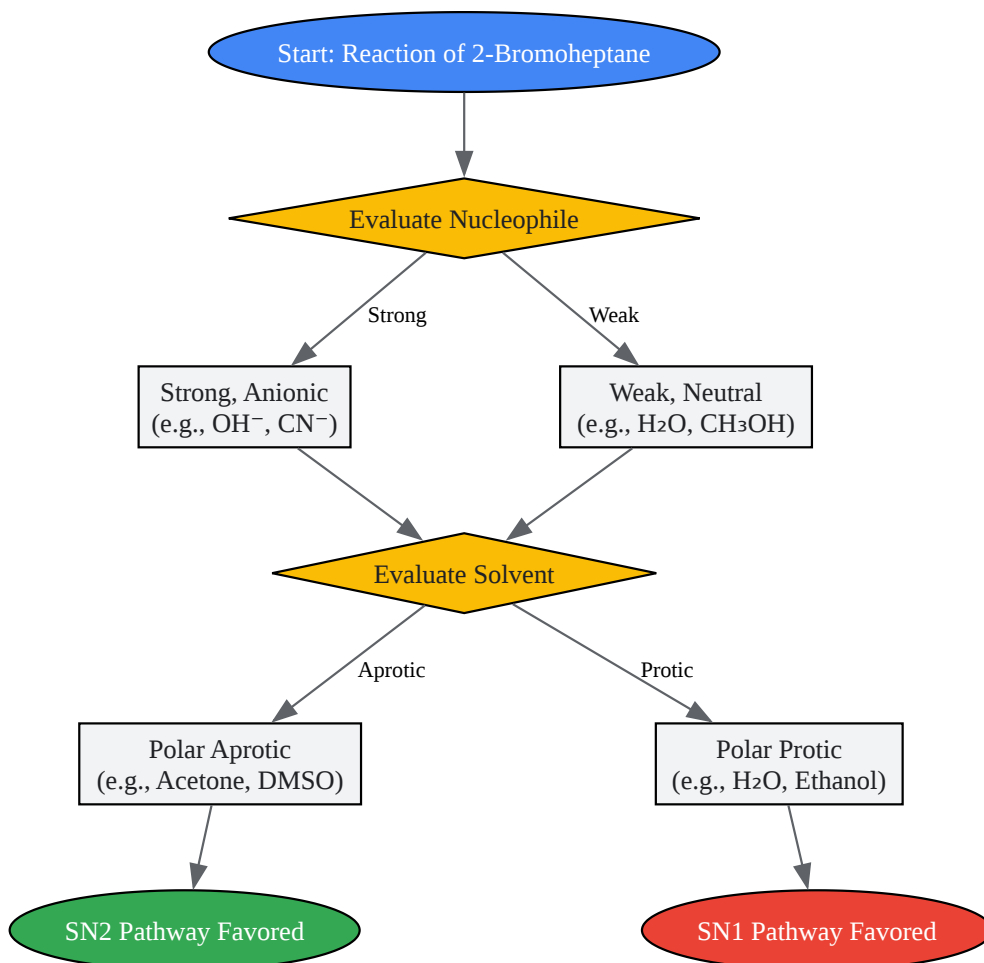 Start: Reaction of 2-Bromoheptane
Evaluate Nucleophile
Strong
Weak
Strong, Anionic
(e.g., OH⁻, CN⁻)
Weak, Neutral
(e.g., H₂O, CH₃OH)
Evaluate Solvent
Aprotic
Protic
Polar Aprotic
(e.g., Acetone, DMSO)
Polar Protic
(e.g., H₂O, Ethanol)
SN2 Pathway Favored
SN1 Pathway Favored